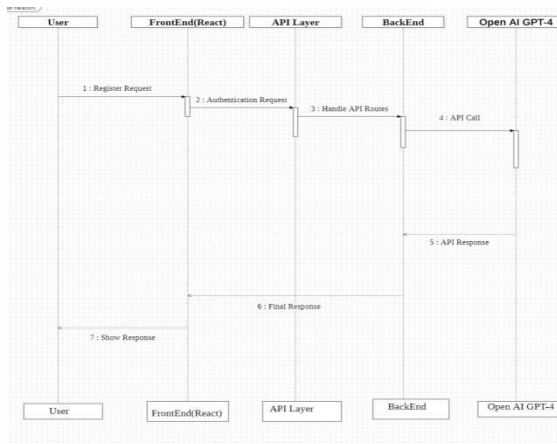 User FrontEnd(React) API Layer BackEnd Open AI GPT-4
1 : Register Request
2 : Authentication Request
3 : Handle API Routes
4 : API Call
5 : API Response
6 : Final Response
7 : Show Response
User FrontEnd(React) API Layer BackEnd Open AI GPT-4